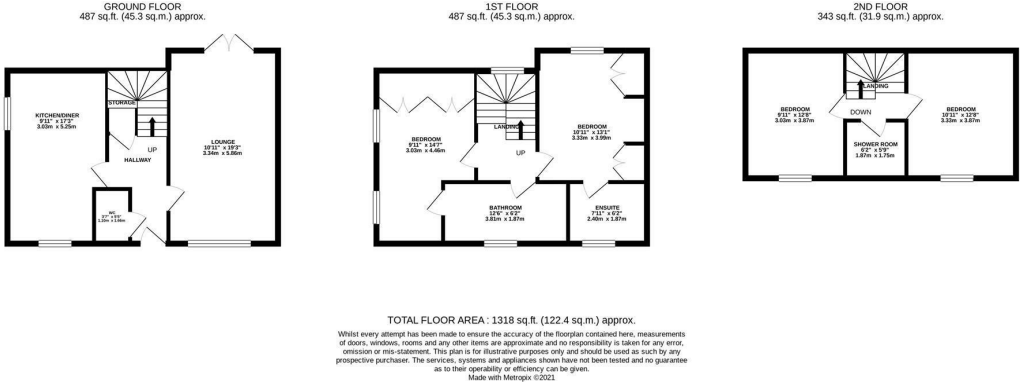 GROUND FLOOR
487 sq.ft. (45.3 sq.m.) approx.
KITCHEN/DINER
9'11" x 17'3"
3.03m x 5.25m
STORAGE
UP
HALLWAY
LOUNGE
10'11" x 19'3"
3.34m x 5.86m
WC
1ST FLOOR
487 sq.ft. (45.3 sq.m.) approx.
BEDROOM
9'11" x 14'7"
3.03m x 4.46m
LANDING
UP
BEDROOM
10'11" x 13'1"
3.33m x 3.99m
BATHROOM
12'6" x 6'2"
3.81m x 1.87m
ENSUITE
7'11" x 6'2"
2.40m x 1.87m
2ND FLOOR
343 sq.ft. (31.9 sq.m.) approx.
BEDROOM
9'11" x 12'8"
3.03m x 3.87m
LANDING
DOWN
SHOWER ROOM
6'2" x 5'9"
1.87m x 1.75m
BEDROOM
10'11" x 12'8"
3.33m x 3.87m
TOTAL FLOOR AREA : 1318 sq.ft. (122.4 sq.m.) approx.
Whilst every attempt has been made to ensure the accuracy of the floorplan contained here, measurements
of doors, windows, rooms and any other items are approximate and no responsibility is taken for any error,
omission or mis-statement. This plan is for illustrative purposes only and should be used as such by any
prospective purchaser. The services, systems and appliances shown have not been tested and no guarantee
as to their operability or efficiency can be given.
Made with Metropix ©2021